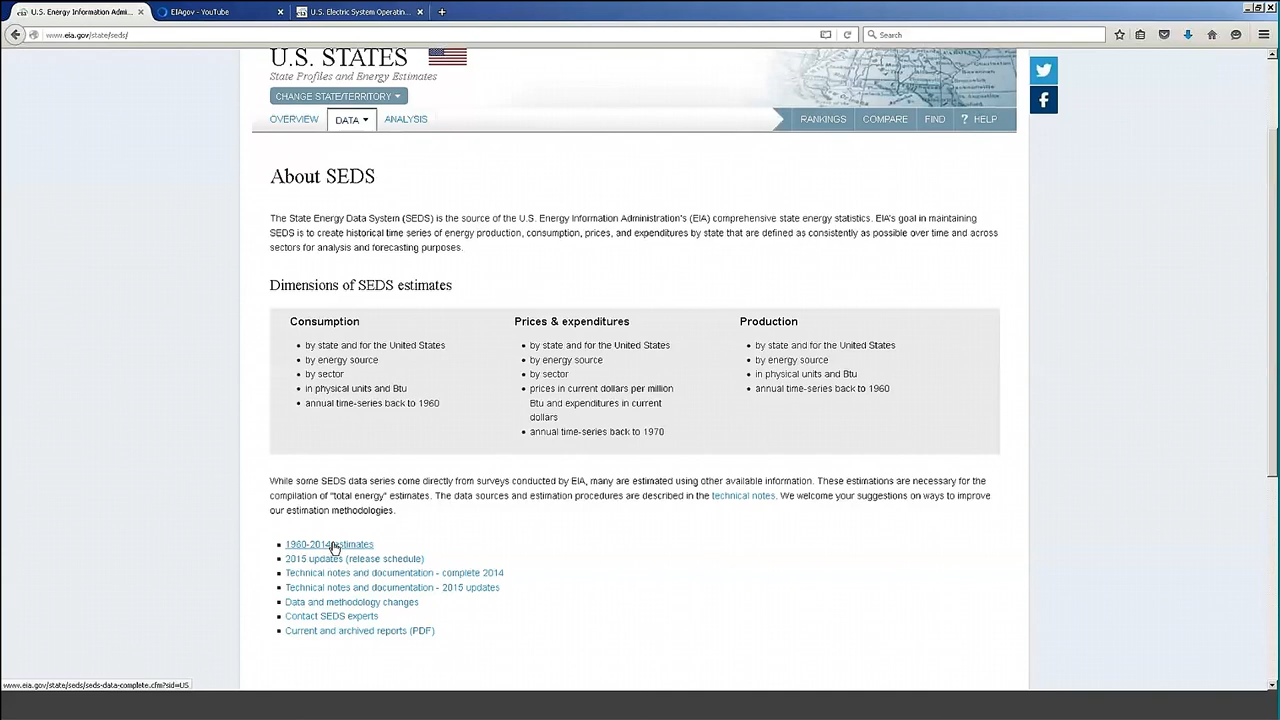 U.S. Energy Information Admi...
EIAgov - YouTube
U.S. Electric System Operatin...
www.eia.gov/state/seds/
Search
U.S. STATES
State Profiles and Energy Estimates
CHANGE STATE/TERRITORY
OVERVIEW
DATA
ANALYSIS
RANKINGS
COMPARE
FIND
? HELP
About SEDS
The State Energy Data System (SEDS) is the source of the U.S. Energy Information Administration's (EIA) comprehensive state energy statistics. EIA's goal in maintaining
SEDS is to create historical time series of energy production, consumption, prices, and expenditures by state that are defined as consistently as possible over time and across
sectors for analysis and forecasting purposes.
Dimensions of SEDS estimates
Consumption
by state and for the United States
by energy source
by sector
in physical units and Btu
annual time-series back to 1960
Prices & expenditures
by state and for the United States
by energy source
by sector
prices in current dollars per million
Btu and expenditures in current
dollars
annual time-series back to 1970
Production
by state and for the United States
by energy source
in physical units and Btu
annual time-series back to 1960
While some SEDS data series come directly from surveys conducted by EIA, many are estimated using other available information. These estimations are necessary for the
compilation of "total energy" estimates. The data sources and estimation procedures are described in the technical notes. We welcome your suggestions on ways to improve
our estimation methodologies.
1960-2014 estimates
2015 updates (release schedule)
Technical notes and documentation - complete 2014
Technical notes and documentation - 2015 updates
Data and methodology changes
Contact SEDS experts
Current and archived reports (PDF)
www.eia.gov/state/seds/seds-data-complete.cfm?sid=US